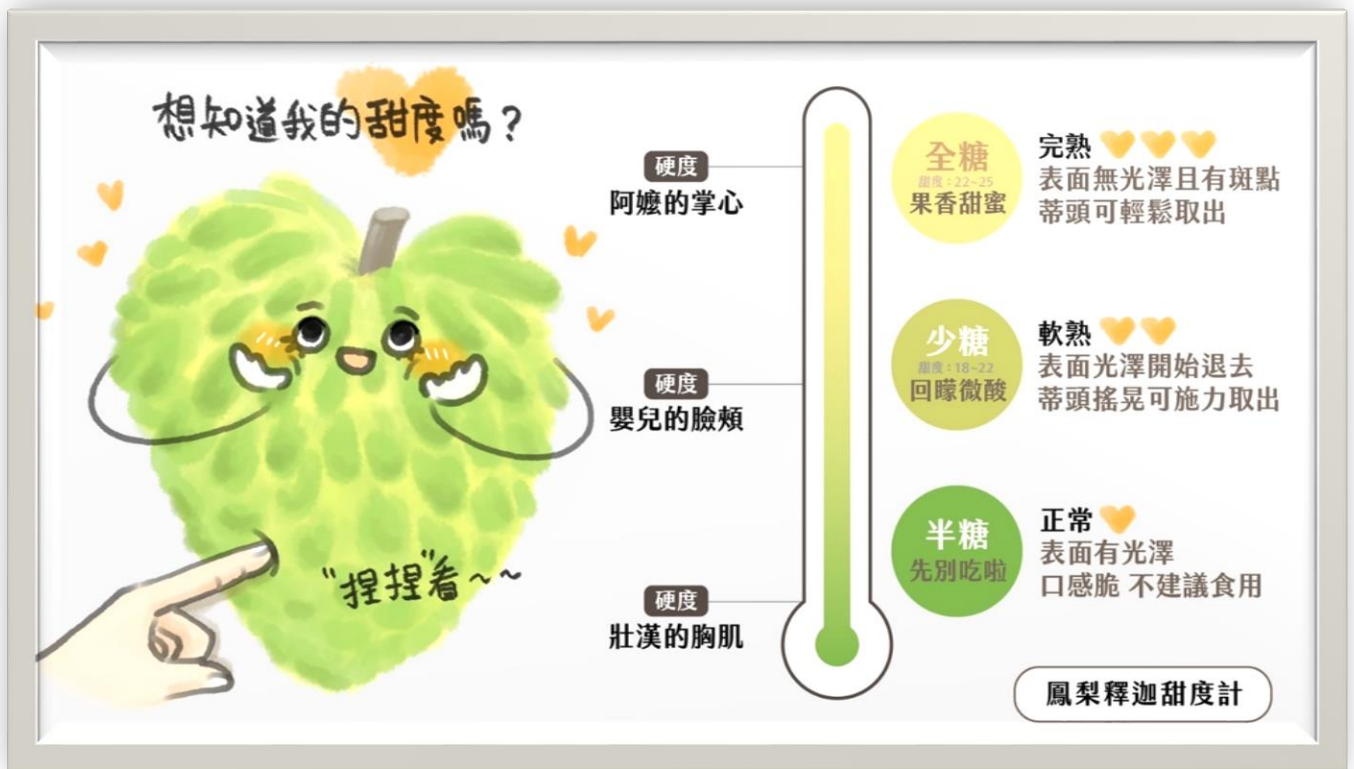 想知道我的甜度嗎？
"捏捏"看~~
硬度
阿嬤的掌心
硬度
嬰兒的臉頰
硬度
壯漢的胸肌
全糖
甜度：22~25
果香甜蜜
完熟
表面無光澤且有斑點
蒂頭可輕鬆取出
少糖
甜度：18~22
回矇微酸
軟熟
表面光澤開始退去
蒂頭搖晃可施力取出
半糖
先別吃啦
正常
表面有光澤
口感脆 不建議食用
鳳梨釋迦甜度計